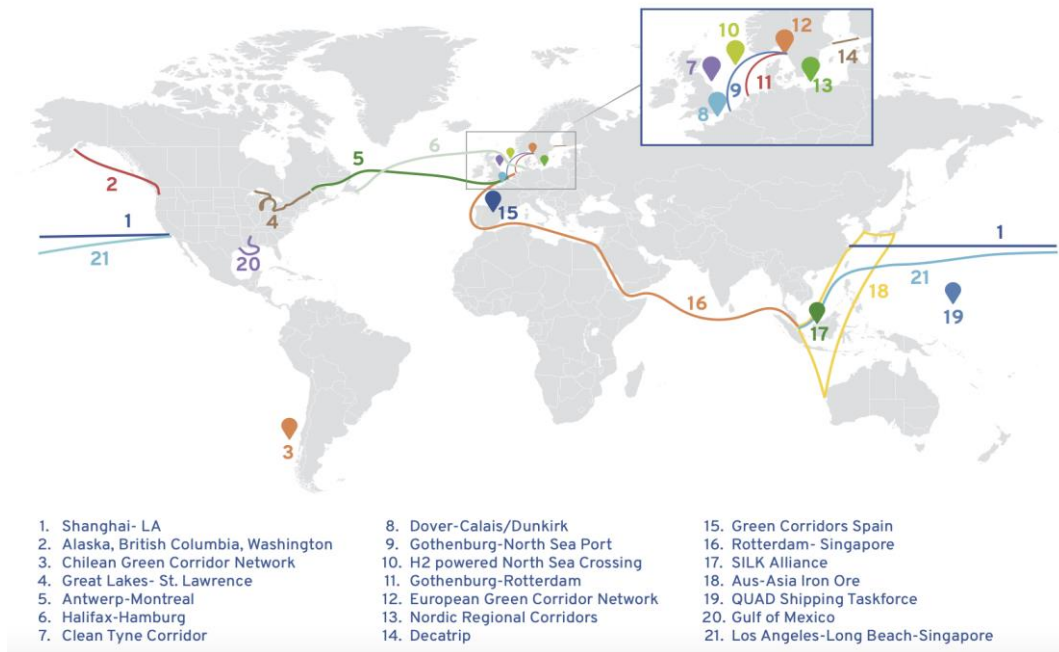 12
10
14
7
11
9
13
8
6
5
2
4
15
1
1
21
20
21
16
18
19
17
3
1. Shanghai- LA
2. Alaska, British Columbia, Washington
3. Chilean Green Corridor Network
4. Great Lakes- St. Lawrence
5. Antwerp-Montreal
6. Halifax-Hamburg
7. Clean Tyne Corridor
8. Dover-Calais/Dunkirk
9. Gothenburg-North Sea Port
10. H2 powered North Sea Crossing
11. Gothenburg-Rotterdam
12. European Green Corridor Network
13. Nordic Regional Corridors
14. Decatrip
15. Green Corridors Spain
16. Rotterdam- Singapore
17. SILK Alliance
18. Aus-Asia Iron Ore
19. QUAD Shipping Taskforce
20. Gulf of Mexico
21. Los Angeles-Long Beach-Singapore